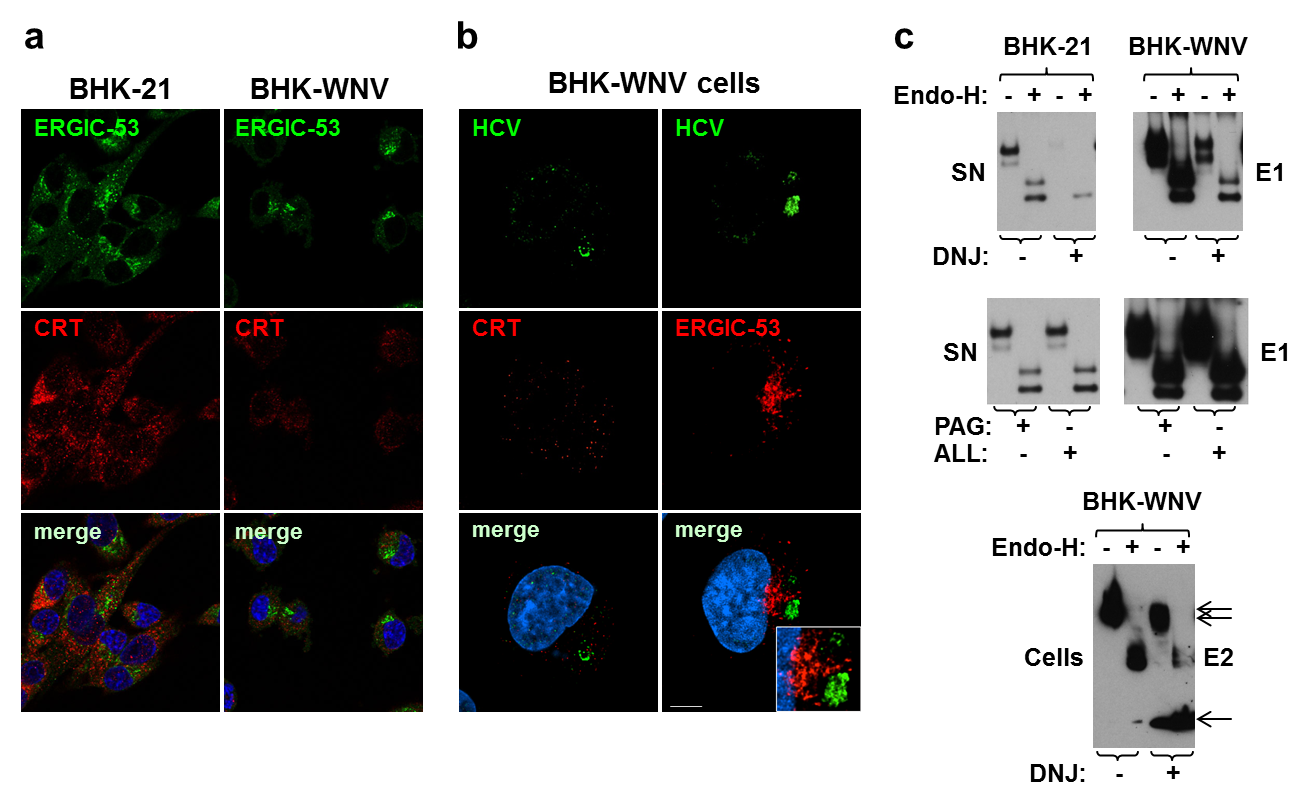 a
BHK-21 BHK-WNV
ERGIC-53 ERGIC-53
CRT CRT
merge merge
b
BHK-WNV cells
HCV HCV
CRT ERGIC-53
merge merge
c
BHK-21 BHK-WNV
Endo-H: - + - + - + - +
SN E1
DNJ: - + - +
SN E1
PAG: + - + -
ALL: - + - +
BHK-WNV
Endo-H: - + - +
Cells E2
DNJ: - +